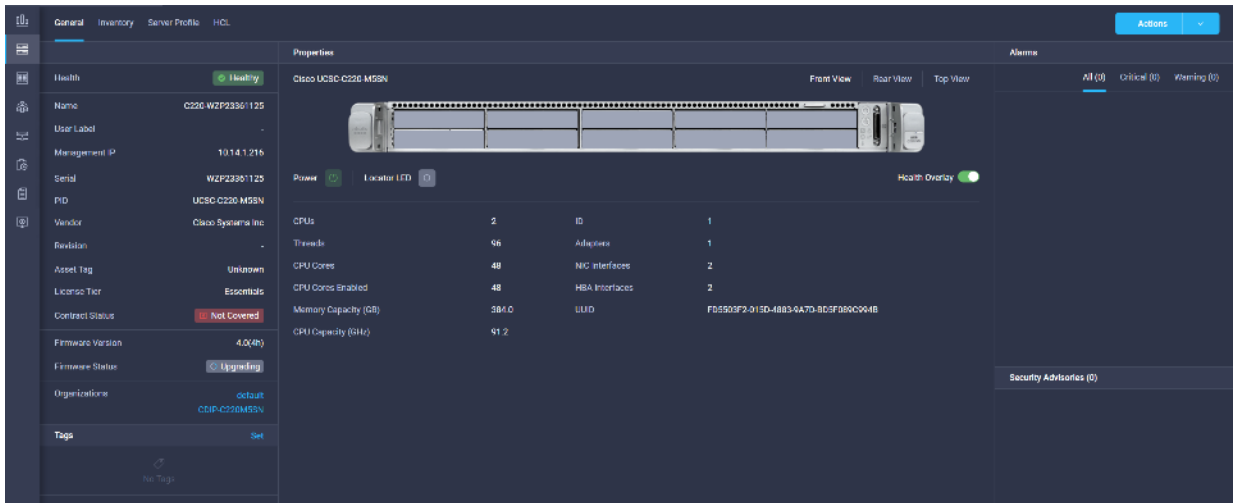 General Inventory Server Profile HCL
Actions
Properties
Alarms
Health Healthy
Cisco UCSC-C220-M5SN
Front View Rear View Top View
All (0) Critical (0) Warning (0)
Name C220-WZP23361125
User Label -
Management IP 10.14.1.216
Serial WZP23361125
PID UCSC-C220-M5SN
Vendor Cisco Systems Inc
Revision -
Asset Tag Unknown
License Tier Essentials
Contract Status Not Covered
Firmware Version 4.0(4h)
Firmware Status Upgrading
Organizations default
CDIP-C220M5SN
Tags Set
No Tags
Power Locator LED
Health Overlay
CPUs 2 ID 1
Threads 96 Adapters 1
CPU Cores 48 NIC Interfaces 2
CPU Cores Enabled 48 HBA Interfaces 2
Memory Capacity (GB) 384.0 UUID FD5503F2-015D-4883-9A7D-BD5F089C994B
CPU Capacity (GHz) 91.2
Security Advisories (0)